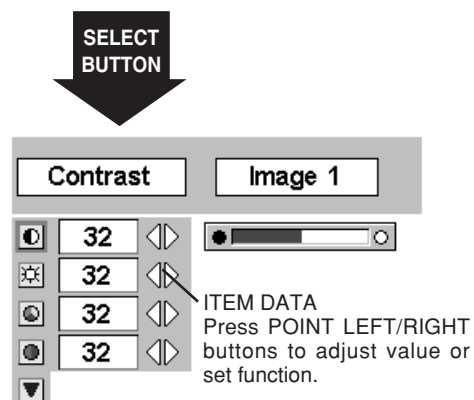 SELECT
BUTTON
Contrast
Image 1
32
32
32
32
ITEM DATA
Press POINT LEFT/RIGHT
buttons to adjust value or
set function.